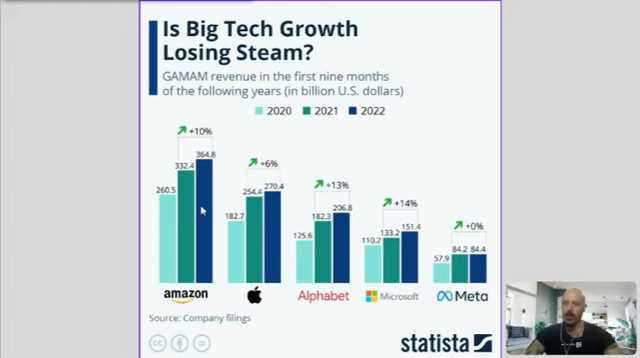 Is Big Tech Growth
Losing Steam?
GAMAM revenue in the first nine months
of the following years (in billion U.S. dollars)
2020 2021 2022
+10%
260.5 332.4 364.8
+6%
182.7 254.4 270.4
+13%
125.6 182.3 206.8
+14%
110.2 133.2 151.4
+0%
57.9 84.2 84.4
amazon Alphabet Microsoft Meta
Source: Company filings
statista